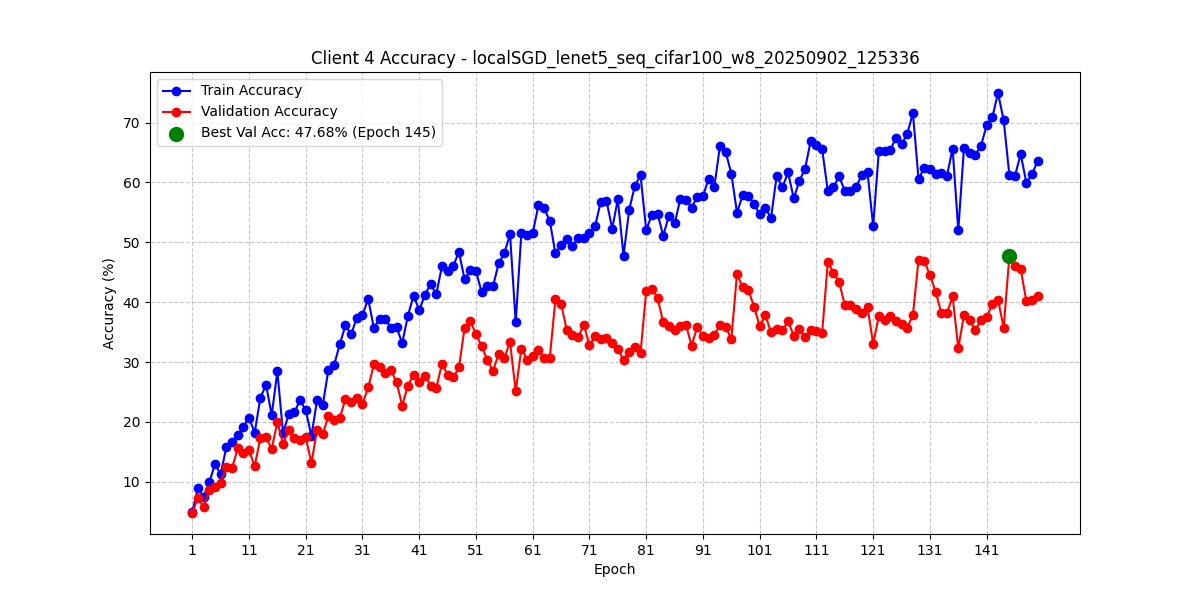 Client 4 Accuracy - localSGD_lenet5_seq_cifar100_w8_20250902_125336
Train Accuracy
Validation Accuracy
Best Val Acc: 47.68% (Epoch 145)
Accuracy (%)
70
60
50
40
30
20
10
1 11 21 31 41 51 61 71 81 91 101 111 121 131 141
Epoch